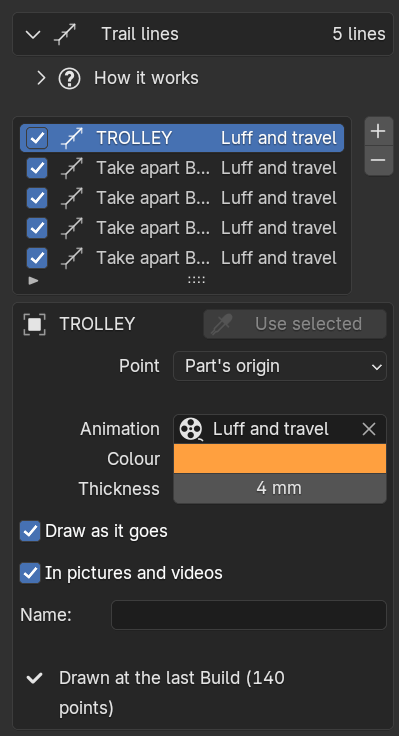 Trail lines 5 lines
How it works
TROLLEY Luff and travel
Take apart B... Luff and travel
Take apart B... Luff and travel
Take apart B... Luff and travel
Take apart B... Luff and travel
TROLLEY Use selected
Point Part's origin
Animation Luff and travel
Colour
Thickness 4 mm
Draw as it goes
In pictures and videos
Name:
Drawn at the last Build (140
points)